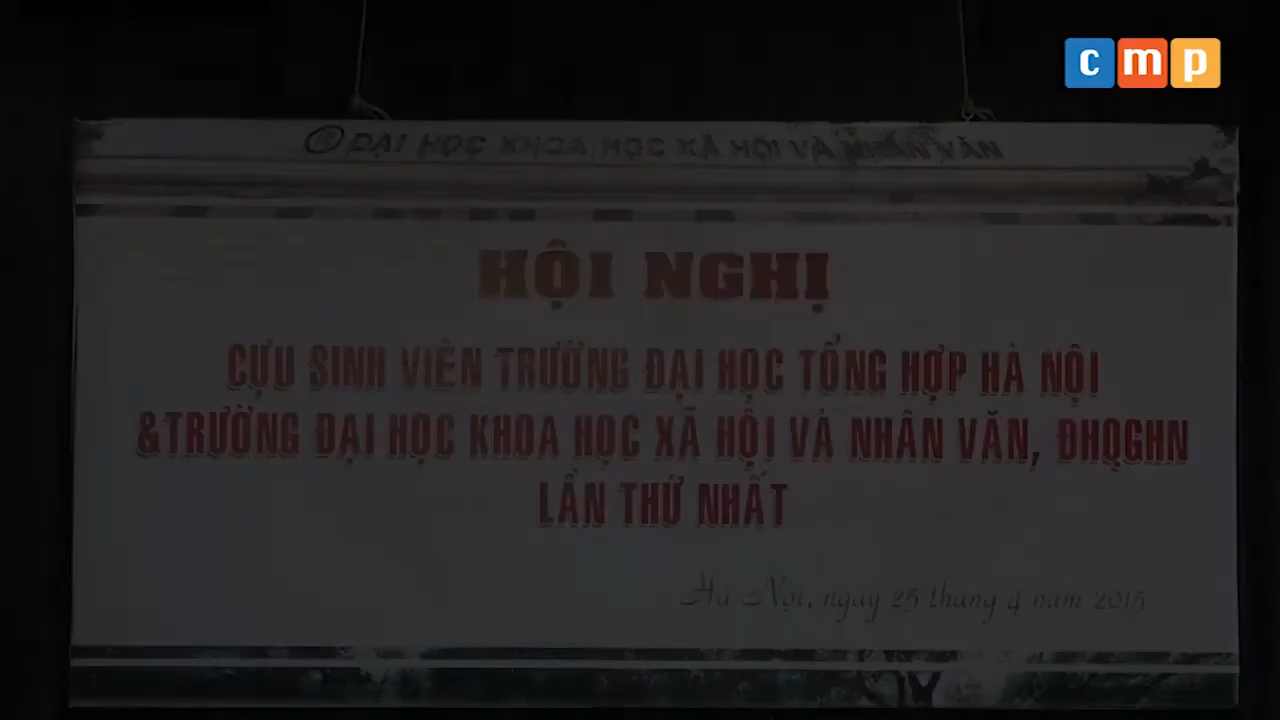 cmp
ĐẠI HỌC KHOA HỌC XÃ HỘI VÀ NHÂN VĂN
HỘI NGHỊ
CỰU SINH VIÊN TRƯỜNG ĐẠI HỌC TỔNG HỢP HÀ NỘI
&TRƯỜNG ĐẠI HỌC KHOA HỌC XÃ HỘI VÀ NHÂN VĂN, ĐHQGHN
LẦN THỨ NHẤT
Hà Nội, ngày 25 tháng 4 năm 2015